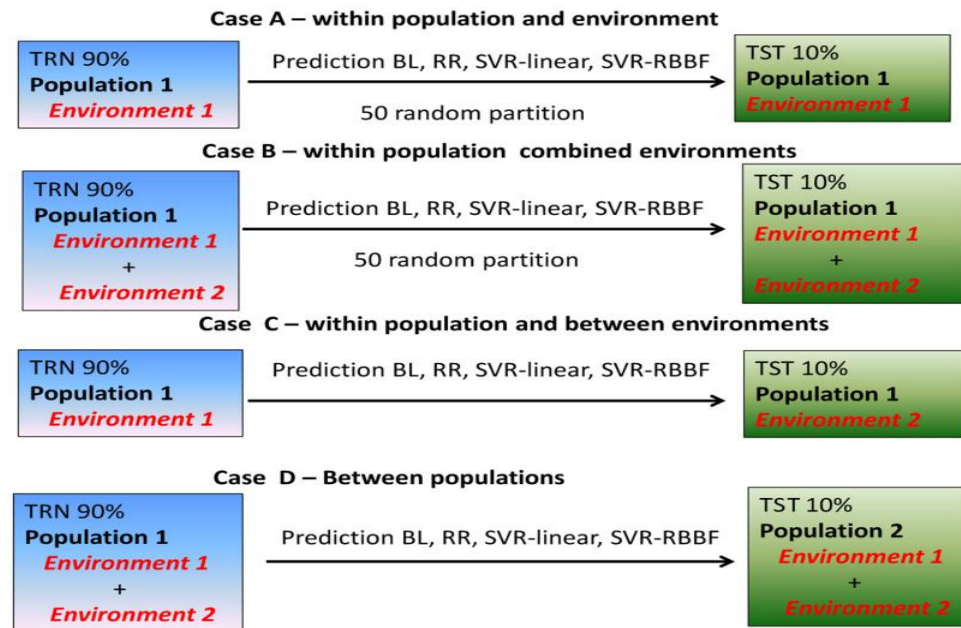 Case A – within population and environment
TRN 90%
Population 1
Environment 1
Prediction BL, RR, SVR-linear, SVR-RBBF
50 random partition
TST 10%
Population 1
Environment 1
Case B – within population combined environments
TRN 90%
Population 1
Environment 1
+
Environment 2
Prediction BL, RR, SVR-linear, SVR-RBBF
50 random partition
TST 10%
Population 1
Environment 1
+
Environment 2
Case C – within population and between environments
TRN 90%
Population 1
Environment 1
Prediction BL, RR, SVR-linear, SVR-RBBF
TST 10%
Population 1
Environment 2
Case D – Between populations
TRN 90%
Population 1
Environment 1
+
Environment 2
Prediction BL, RR, SVR-linear, SVR-RBBF
TST 10%
Population 2
Environment 1
+
Environment 2